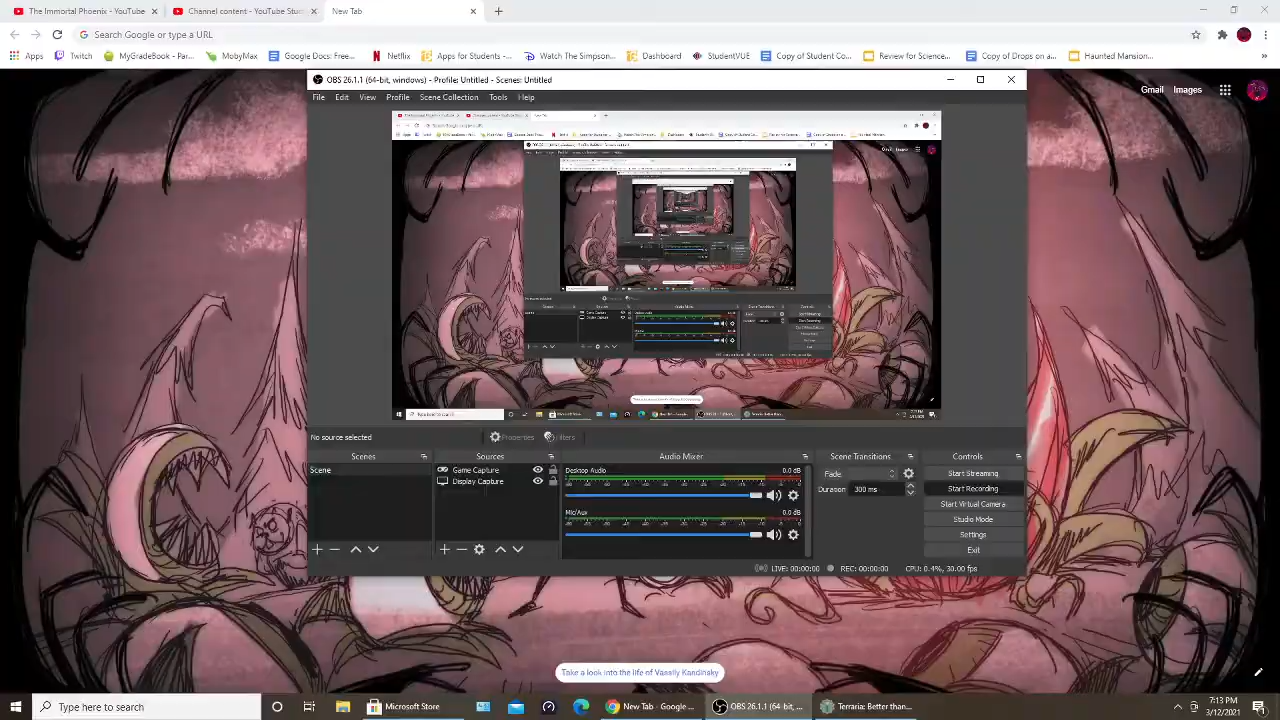 The Immortal Phoenix - YouTube
Channel content - YouTube Studio
New Tab
Search Google or type a URL
Apps
Twitch
MyGradeBook - Par...
MobyMax
Google Docs: Free...
Netflix
Apps for Students -...
Watch The Simpson...
Dashboard
StudentVUE
Copy of Student Co...
Review for Science...
Copy of Drops on a...
Haunted Mansion...
OBS 26.1.1 (64-bit, windows) - Profile: Untitled - Scenes: Untitled
Gmail
Images
File
Edit
View
Profile
Scene Collection
Tools
Help
No source selected
Properties
Filters
Scenes
Sources
Audio Mixer
Scene Transitions
Controls
Scene
Game Capture
Display Capture
Desktop Audio
0.0 dB
Mic/Aux
0.0 dB
Fade
Duration
300 ms
Start Streaming
Start Recording
Start Virtual Camera
Studio Mode
Settings
Exit
LIVE: 00:00:00
REC: 00:00:00
CPU: 0.4%, 30.00 fps
Take a look into the life of Vassily Kandinsky
Type here to search
Microsoft Store
New Tab - Google ...
OBS 26.1.1 (64-bit, ...
Terraria: Better than...
7:13 PM
3/12/2021